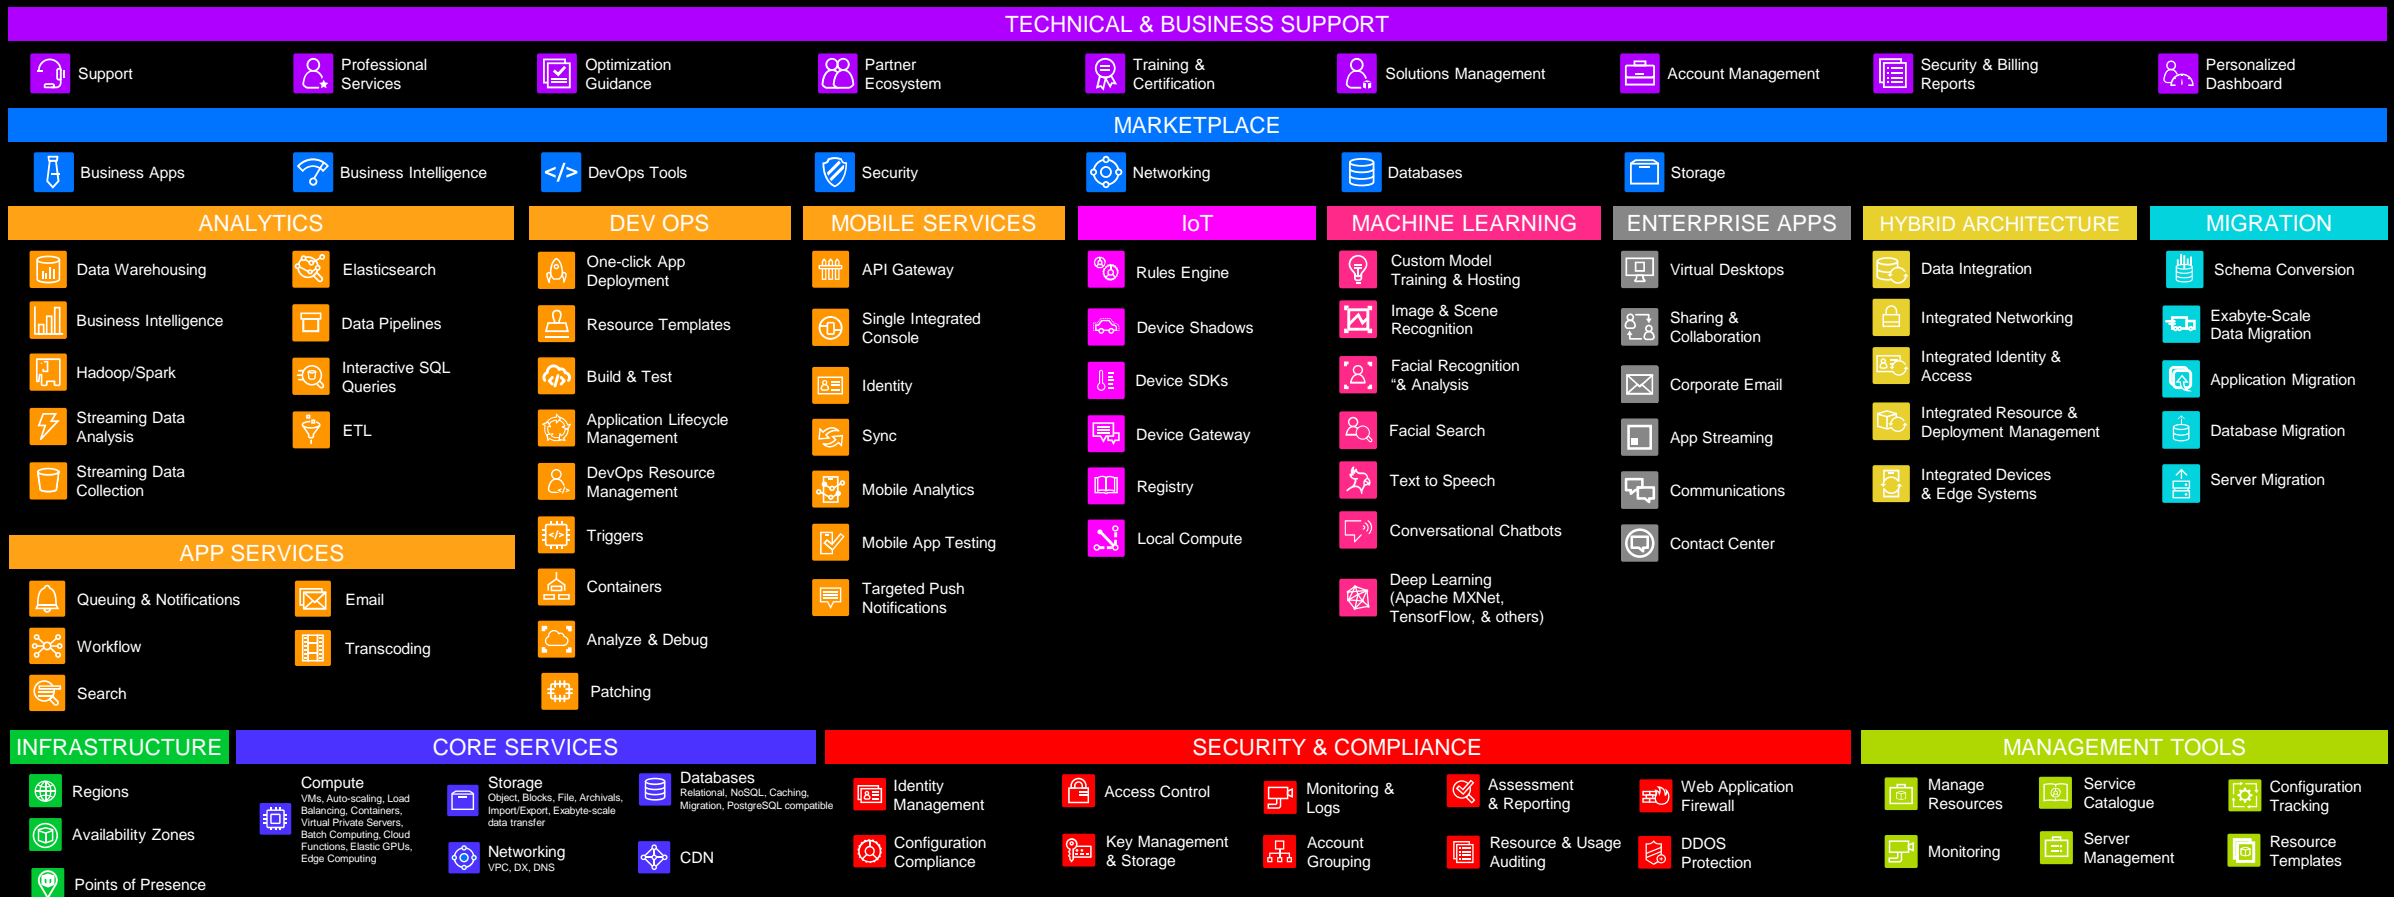 TECHNICAL & BUSINESS SUPPORT
Support
Professional
Services
Optimization
Guidance
Partner
Ecosystem
Training &
Certification
Solutions Management
Account Management
Security & Billing
Reports
Personalized
Dashboard
MARKETPLACE
Business Apps
Business Intelligence
</>
DevOps Tools
Security
Networking
Databases
Storage
ANALYTICS
Data Warehousing
Business Intelligence
Hadoop/Spark
Streaming Data
Analysis
Streaming Data
Collection
Elasticsearch
Data Pipelines
Interactive SQL
Queries
ETL
APP SERVICES
Queuing & Notifications
Workflow
Search
Email
Transcoding
DEV OPS
One-click App
Deployment
Resource Templates
Build & Test
Application Lifecycle
Management
DevOps Resource
Management
Triggers
Containers
Analyze & Debug
Patching
MOBILE SERVICES
API Gateway
Single Integrated
Console
Identity
Sync
Mobile Analytics
Mobile App Testing
Targeted Push
Notifications
IoT
Rules Engine
Device Shadows
Device SDKs
Device Gateway
Registry
Local Compute
MACHINE LEARNING
Custom Model
Training & Hosting
Image & Scene
Recognition
Facial Recognition
“& Analysis
Facial Search
Text to Speech
Conversational Chatbots
Deep Learning
(Apache MXNet,
TensorFlow, & others)
ENTERPRISE APPS
Virtual Desktops
Sharing &
Collaboration
Corporate Email
App Streaming
Communications
Contact Center
HYBRID ARCHITECTURE
Data Integration
Integrated Networking
Integrated Identity &
Access
Integrated Resource &
Deployment Management
Integrated Devices
& Edge Systems
MIGRATION
Schema Conversion
Exabyte-Scale
Data Migration
Application Migration
Database Migration
Server Migration
INFRASTRUCTURE
Regions
Availability Zones
Points of Presence
CORE SERVICES
Compute
VMs, Auto-scaling, Load
Balancing, Containers,
Virtual Private Servers,
Batch Computing, Cloud
Functions, Elastic GPUs,
Edge Computing
Storage
Object, Blocks, File, Archivals,
Import/Export, Exabyte-scale
data transfer
Networking
VPC, DX, DNS
Databases
Relational, NoSQL, Caching,
Migration, PostgreSQL compatible
CDN
SECURITY & COMPLIANCE
Identity
Management
Configuration
Compliance
Access Control
Key Management
& Storage
Monitoring &
Logs
Account
Grouping
Assessment
& Reporting
Resource & Usage
Auditing
Web Application
Firewall
DDOS
Protection
MANAGEMENT TOOLS
Manage
Resources
Monitoring
Service
Catalogue
Server
Management
Configuration
Tracking
Resource
Templates